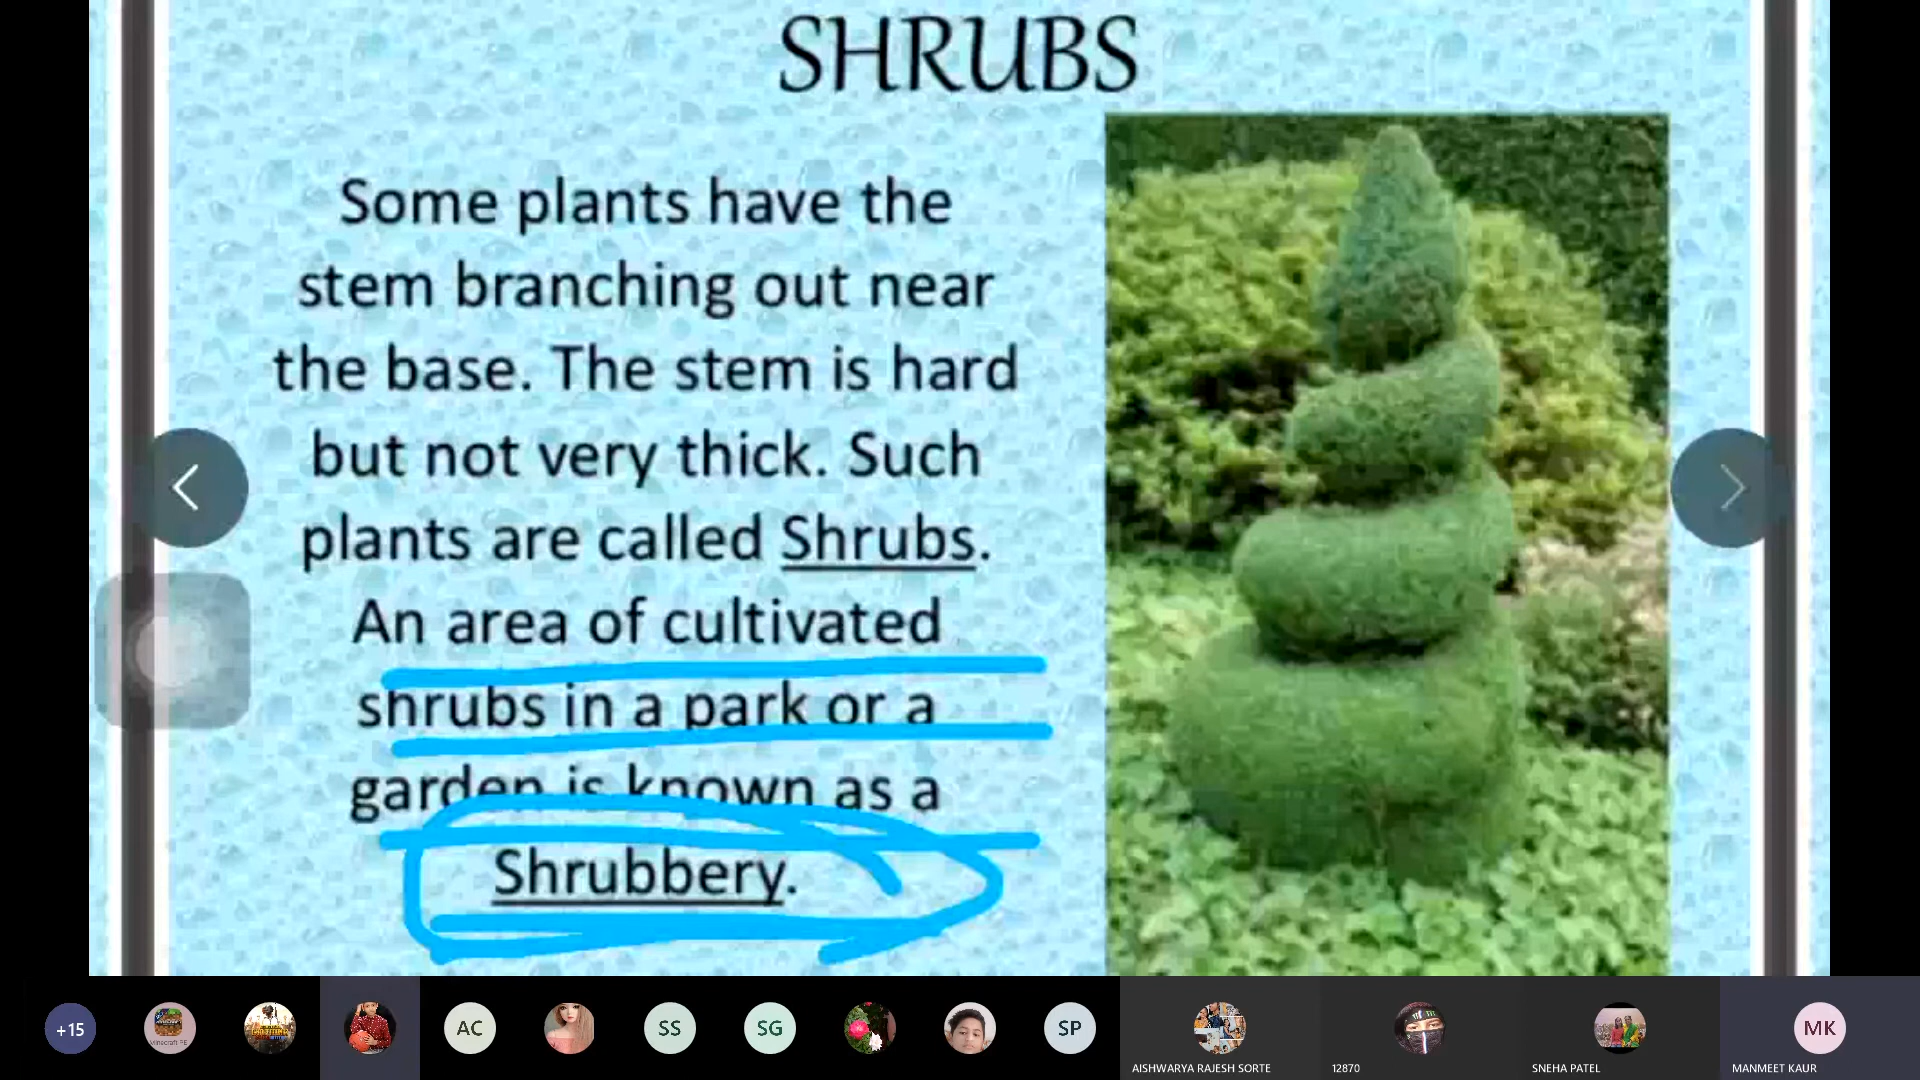 SHRUBS
Some plants have the
stem branching out near
the base. The stem is hard
but not very thick. Such
plants are called Shrubs.
An area of cultivated
shrubs in a park or a
garden is known as a
Shrubbery.
+15
Minecraft PE
AC
SS
SG
SP
MK
AISHWARYA RAJESH SORTE
12870
SNEHA PATEL
MANMEET KAUR